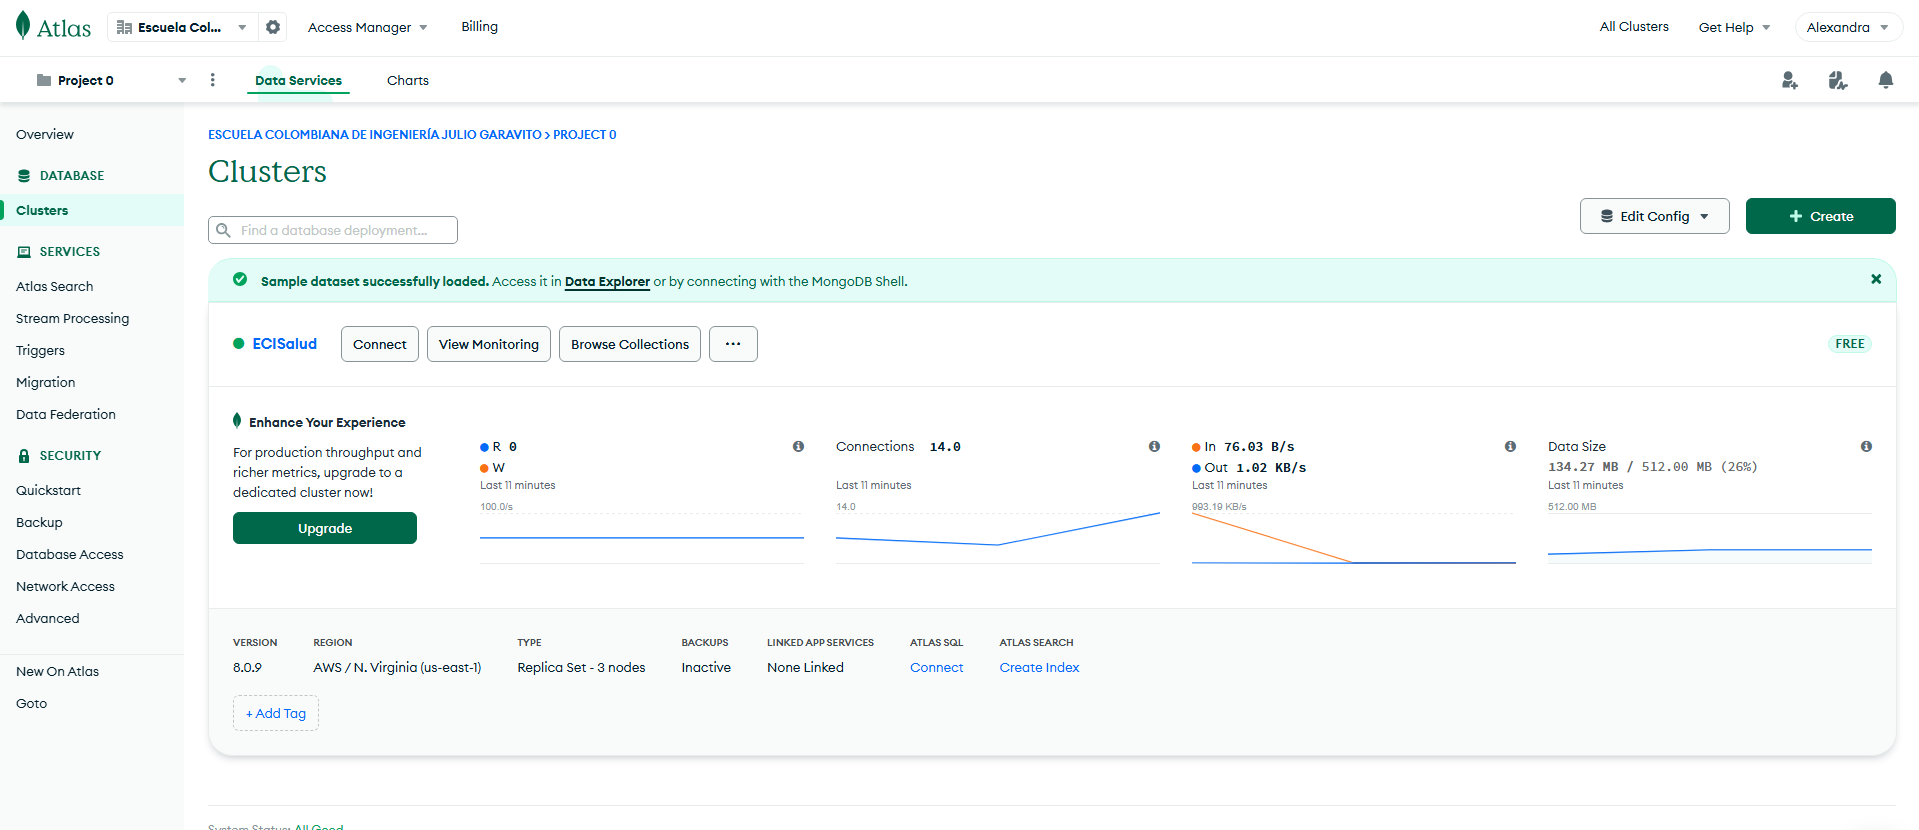 Atlas
Escuela Col...
Access Manager
Billing
All Clusters
Get Help
Alexandra
Project 0
Data Services
Charts
Overview
DATABASE
Clusters
SERVICES
Atlas Search
Stream Processing
Triggers
Migration
Data Federation
SECURITY
Quickstart
Backup
Database Access
Network Access
Advanced
New On Atlas
Goto
ESCUELA COLOMBIANA DE INGENIERÍA JULIO GARAVITO > PROJECT 0
Clusters
Find a database deployment...
Edit Config
+ Create
Sample dataset successfully loaded. Access it in Data Explorer or by connecting with the MongoDB Shell.
ECISalud
Connect
View Monitoring
Browse Collections
...
FREE
Enhance Your Experience
For production throughput and
richer metrics, upgrade to a
dedicated cluster now!
Upgrade
R 0
W
Last 11 minutes
100.0/s
Connections 14.0
Last 11 minutes
14.0
In 76.03 B/s
Out 1.02 KB/s
Last 11 minutes
993.19 KB/s
Data Size
134.27 MB / 512.00 MB (26%)
Last 11 minutes
512.00 MB
VERSION
8.0.9
REGION
AWS / N. Virginia (us-east-1)
TYPE
Replica Set - 3 nodes
BACKUPS
Inactive
LINKED APP SERVICES
None Linked
ATLAS SQL
Connect
ATLAS SEARCH
Create Index
+ Add Tag
System Status: All Good